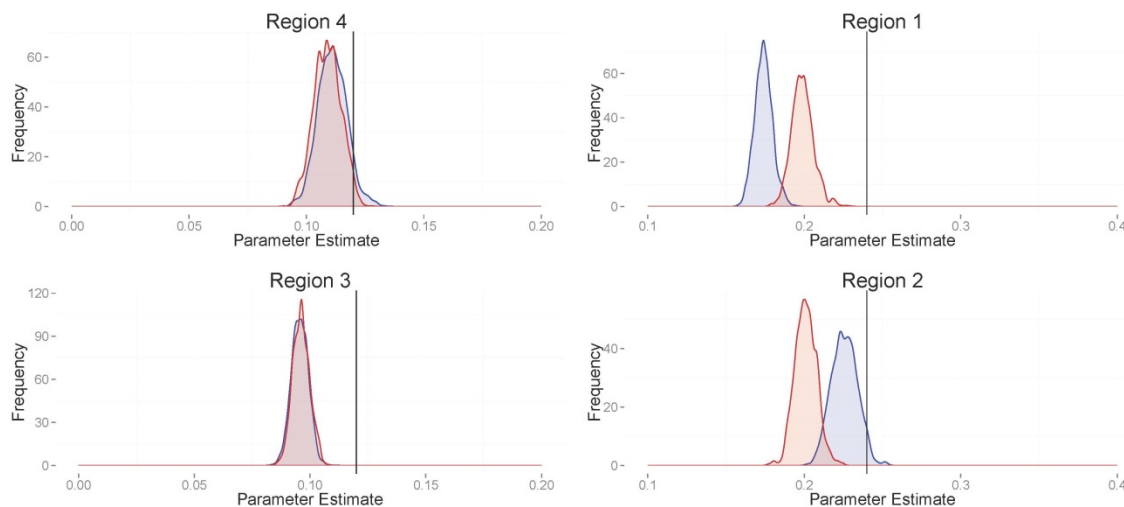 Region 4
Frequency
60
40
20
0
0.00 0.05 0.10 0.15 0.20
Parameter Estimate
Region 1
Frequency
60
40
20
0
0.1 0.2 0.3 0.4
Parameter Estimate
Region 3
Frequency
120
90
60
30
0
0.00 0.05 0.10 0.15 0.20
Parameter Estimate
Region 2
Frequency
40
20
0
0.1 0.2 0.3 0.4
Parameter Estimate